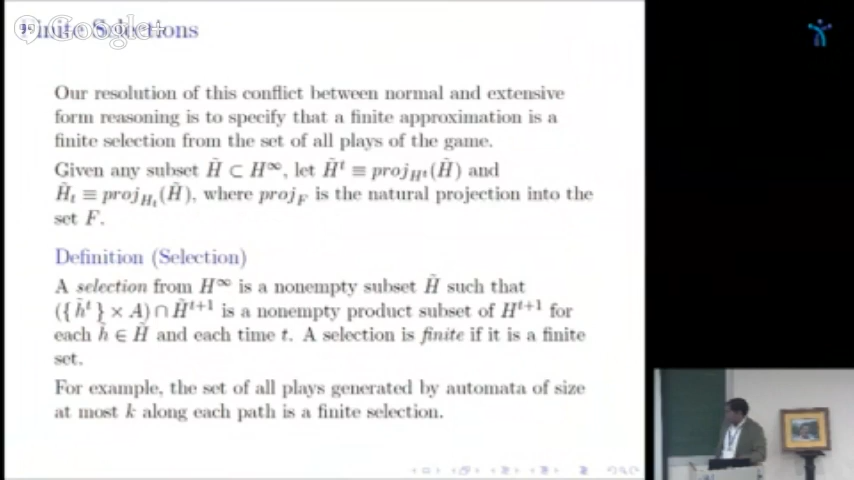 Finite Selections
Google+
Our resolution of this conflict between normal and extensive
form reasoning is to specify that a finite approximation is a
finite selection from the set of all plays of the game.
Given any subset H̃ ⊂ H^∞, let H̃^t ≡ proj_{H^t}(H̃) and
H̃_t ≡ proj_{H_t}(H̃), where proj_F is the natural projection into the
set F.
Definition (Selection)
A selection from H^∞ is a nonempty subset H̃ such that
({h̃^t} × A) ∩ H̃^{t+1} is a nonempty product subset of H^{t+1} for
each h̃ ∈ H̃ and each time t. A selection is finite if it is a finite
set.
For example, the set of all plays generated by automata of size
at most k along each path is a finite selection.